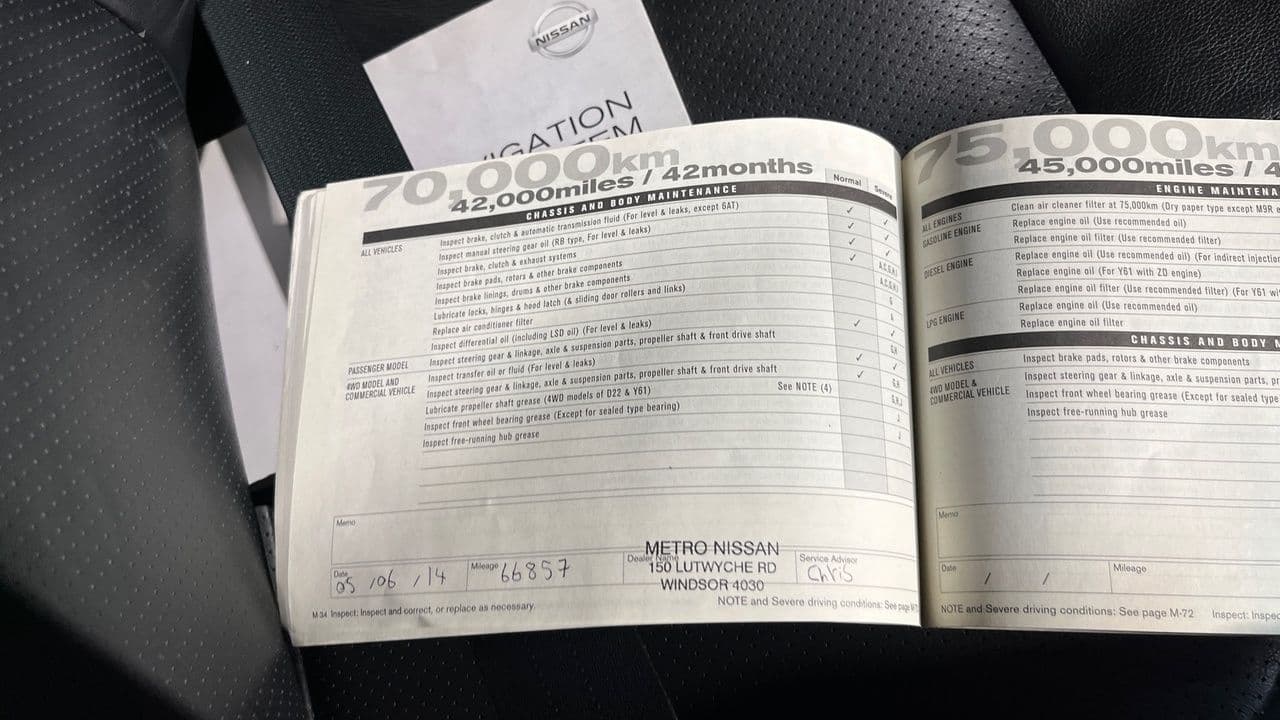 NISSAN
IGATION
EM
70,000km
42,000miles / 42months
Normal
Severe
CHASSIS AND BODY MAINTENANCE
ALL VEHICLES
Inspect brake, clutch & automatic transmission fluid (For level & leaks, except 6AT)
Inspect manual steering gear oil (RB type, For level & leaks)
Inspect brake, clutch & exhaust systems
Inspect brake pads, rotors & other brake components
Inspect brake linings, drums & other brake components
Lubricate locks, hinges & hood latch (& sliding door rollers and links)
Replace air conditioner filter
Inspect differential oil (including LSD oil) (For level & leaks)
PASSENGER MODEL
Inspect steering gear & linkage, axle & suspension parts, propeller shaft & front drive shaft
4WD MODEL AND
COMMERCIAL VEHICLE
Inspect transfer oil or fluid (For level & leaks)
Inspect steering gear & linkage, axle & suspension parts, propeller shaft & front drive shaft
Lubricate propeller shaft grease (4WD models of D22 & Y61) See NOTE (4)
Inspect front wheel bearing grease (Except for sealed type bearing)
Inspect free-running hub grease
Memo
Date
05 / 06 / 14
Mileage
66857
Dealer Name
METRO NISSAN
150 LUTWYCHE RD
WINDSOR 4030
Service Advisor
Chris
M-34 Inspect: Inspect and correct, or replace as necessary.
NOTE and Severe driving conditions: See page M-7
75,000km
45,000miles / 4
ENGINE MAINTENA
ALL ENGINES
Clean air cleaner filter at 75,000km (Dry paper type except M9R
GASOLINE ENGINE
Replace engine oil (Use recommended oil)
Replace engine oil filter (Use recommended filter)
DIESEL ENGINE
Replace engine oil (Use recommended oil) (For indirect injectio
Replace engine oil (For Y61 with ZD engine)
Replace engine oil filter (Use recommended filter) (For Y61 wi
LPG ENGINE
Replace engine oil (Use recommended oil)
Replace engine oil filter
CHASSIS AND BODY M
ALL VEHICLES
Inspect brake pads, rotors & other brake components
4WD MODEL &
COMMERCIAL VEHICLE
Inspect steering gear & linkage, axle & suspension parts, pr
Inspect front wheel bearing grease (Except for sealed type
Inspect free-running hub grease
Memo
Date
/ /
Mileage
NOTE and Severe driving conditions: See page M-72
Inspect: Inspec